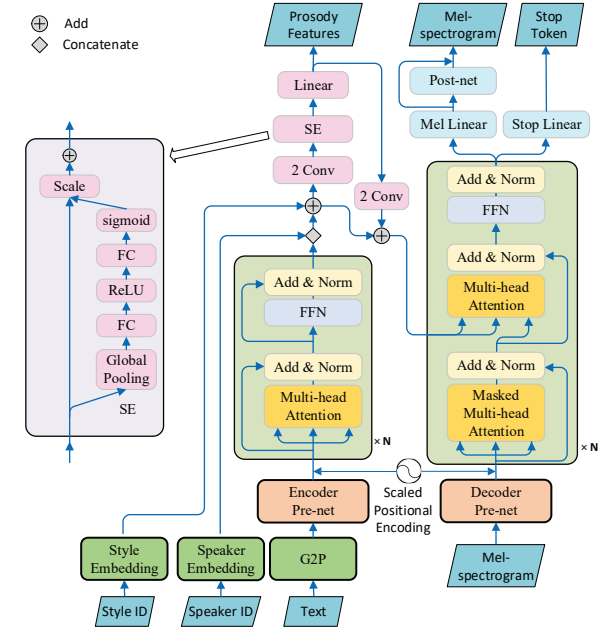 Add
Concatenate
Prosody
Features
Mel-
spectrogram
Stop
Token
Linear
Post-net
SE
Mel Linear
Stop Linear
2 Conv
2 Conv
Scale
sigmoid
FC
ReLU
FC
Global
Pooling
SE
Add & Norm
FFN
Add & Norm
Multi-head
Attention
× N
Add & Norm
FFN
Add & Norm
Multi-head
Attention
Add & Norm
Masked
Multi-head
Attention
× N
Encoder
Pre-net
Scaled
Positional
Encoding
Decoder
Pre-net
Style
Embedding
Speaker
Embedding
G2P
Mel-
spectrogram
Style ID
Speaker ID
Text